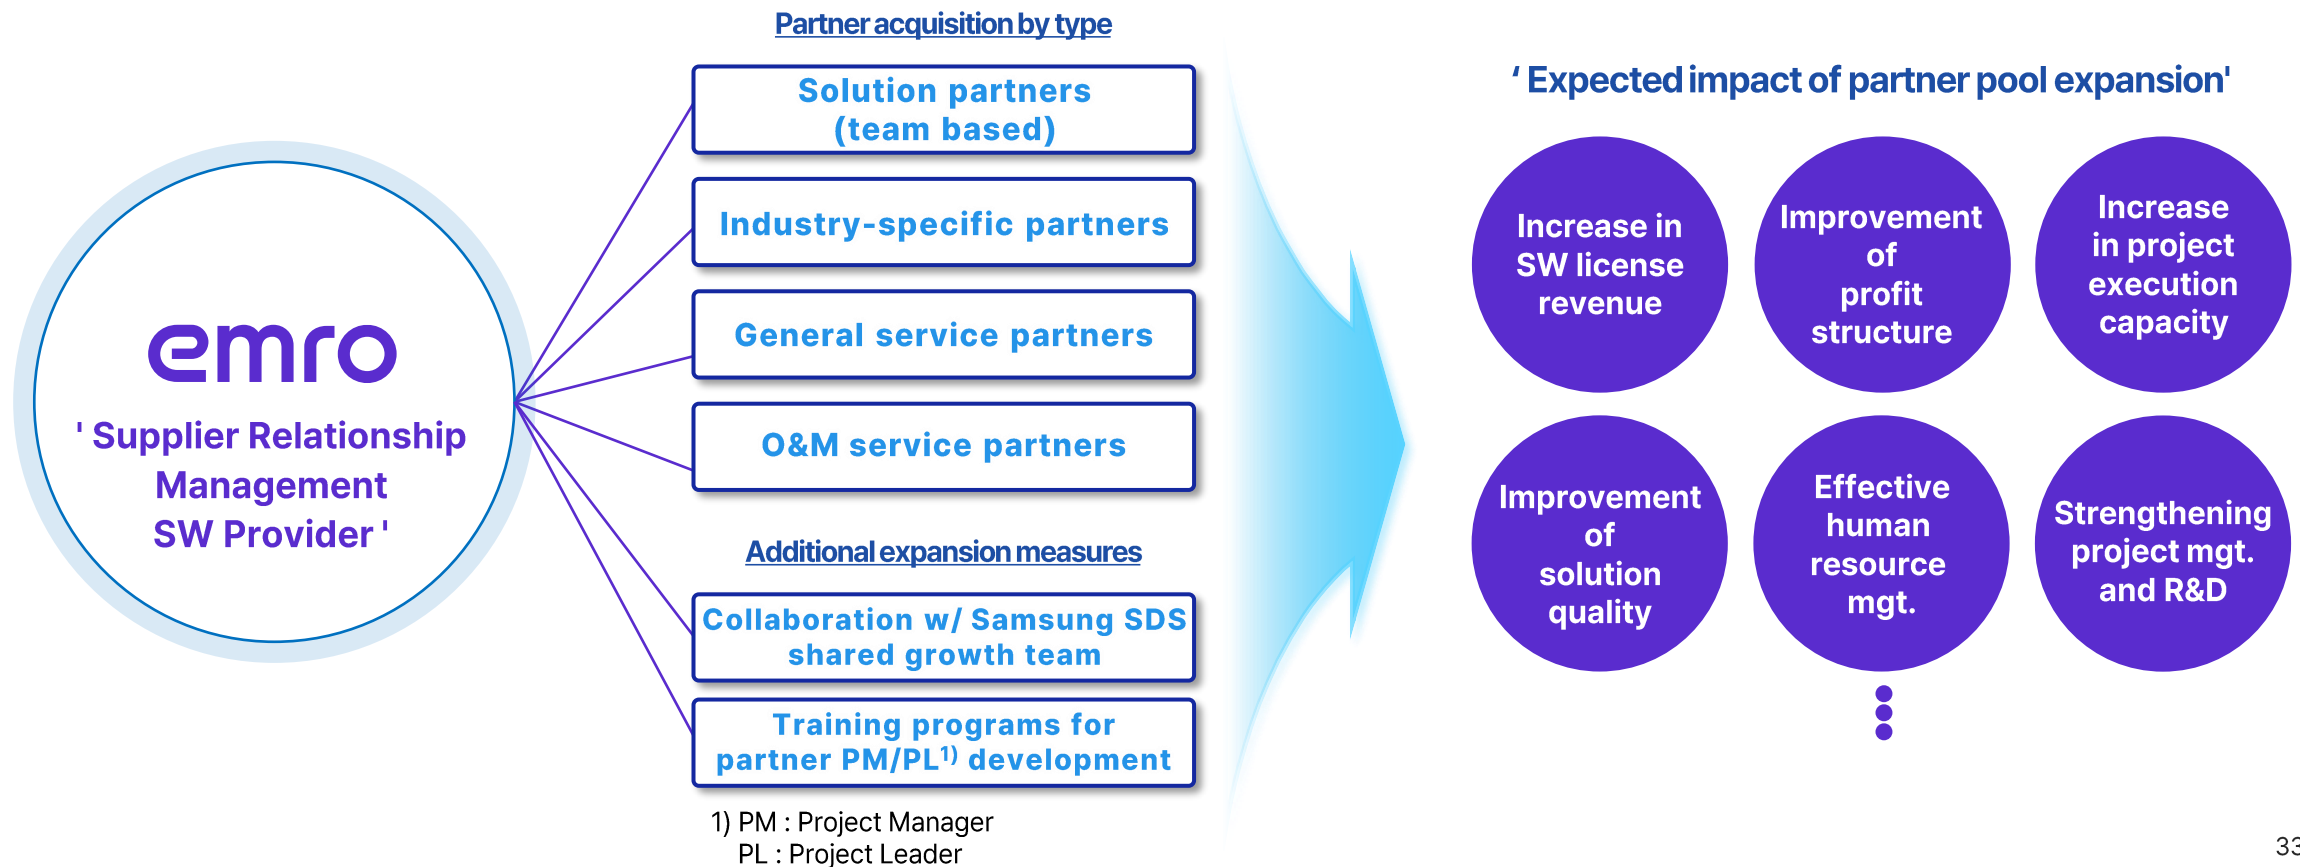 emro
' Supplier Relationship
Management
SW Provider '
Partner acquisition by type
Solution partners
(team based)
Industry-specific partners
General service partners
O&M service partners
Additional expansion measures
Collaboration w/ Samsung SDS
shared growth team
Training programs for
partner PM/PL¹⁾ development
1) PM : Project Manager
PL : Project Leader
‘ Expected impact of partner pool expansion'
Increase in
SW license
revenue
Improvement
of
profit
structure
Increase
in project
execution
capacity
Improvement
of
solution
quality
Effective
human
resource
mgt.
Strengthening
project mgt.
and R&D
33